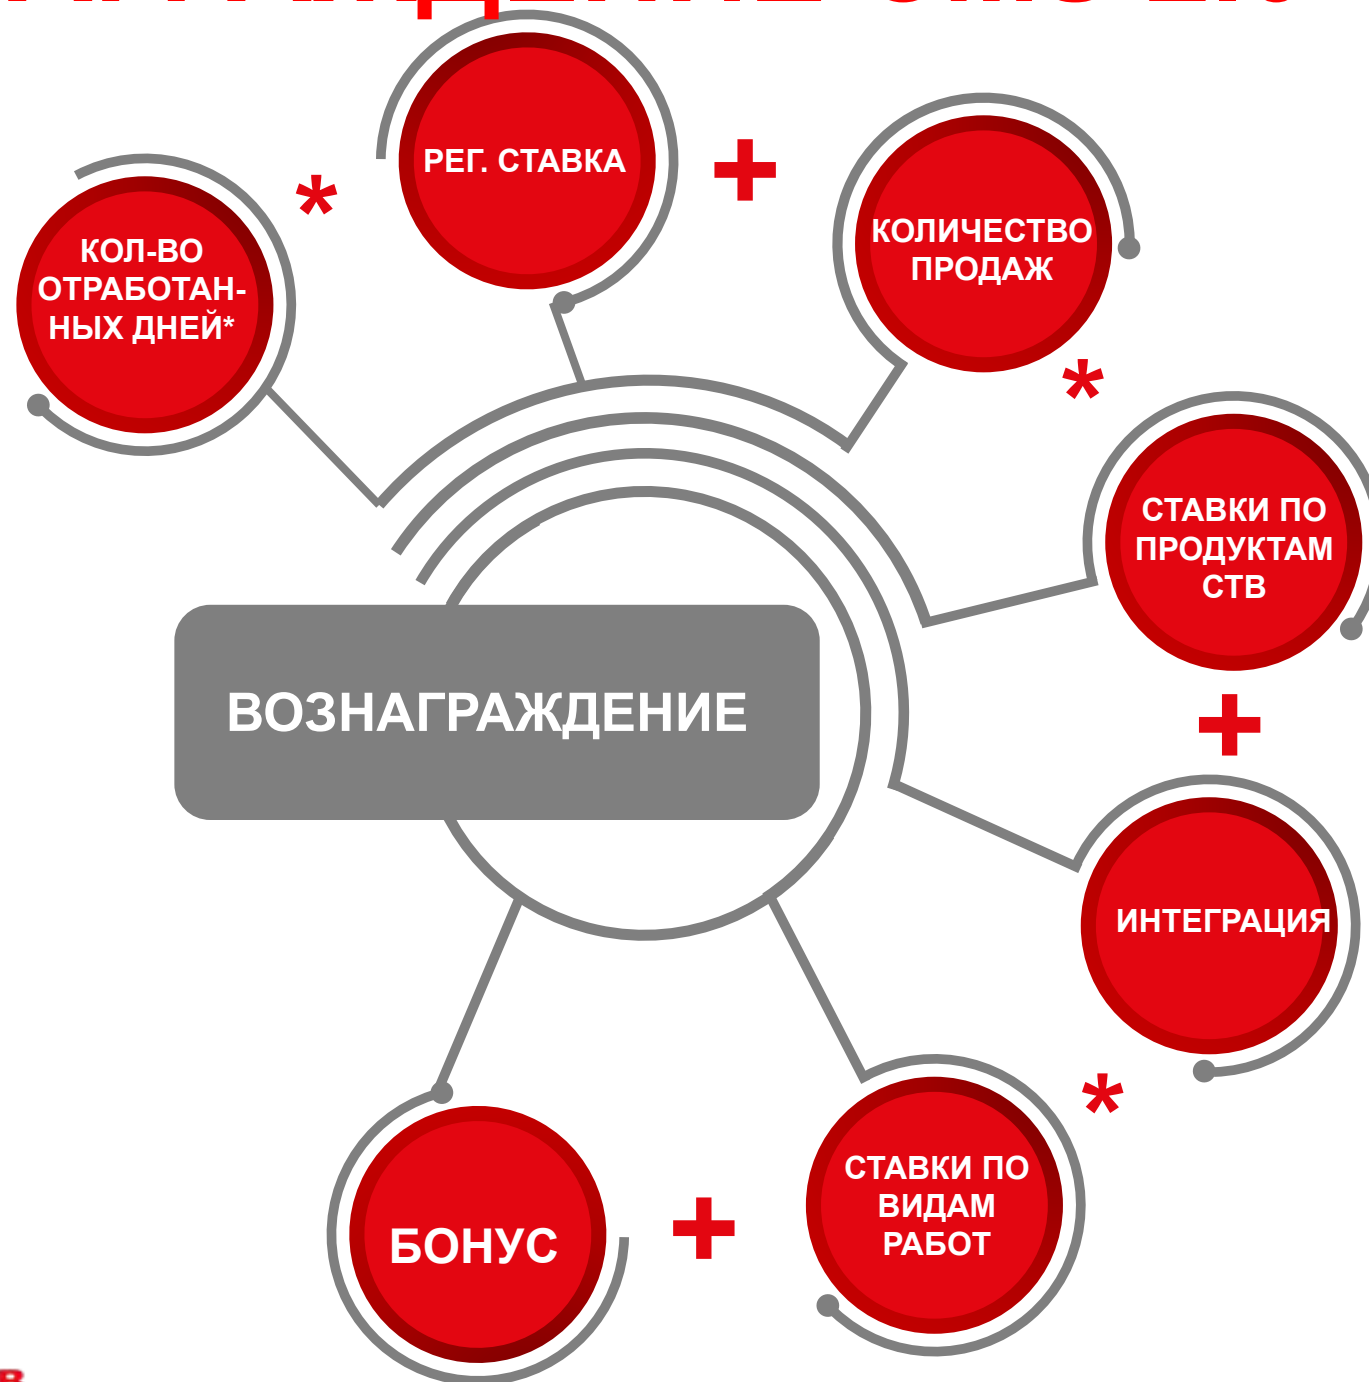 КОЛ-ВО
ОТРАБОТАН-
НЫХ ДНЕЙ*
*
РЕГ. СТАВКА
+
КОЛИЧЕСТВО
ПРОДАЖ
*
СТАВКИ ПО
ПРОДУКТАМ
СТВ
+
ИНТЕГРАЦИЯ
*
СТАВКИ ПО
ВИДАМ
РАБОТ
+
БОНУС
ВОЗНАГРАЖДЕНИЕ